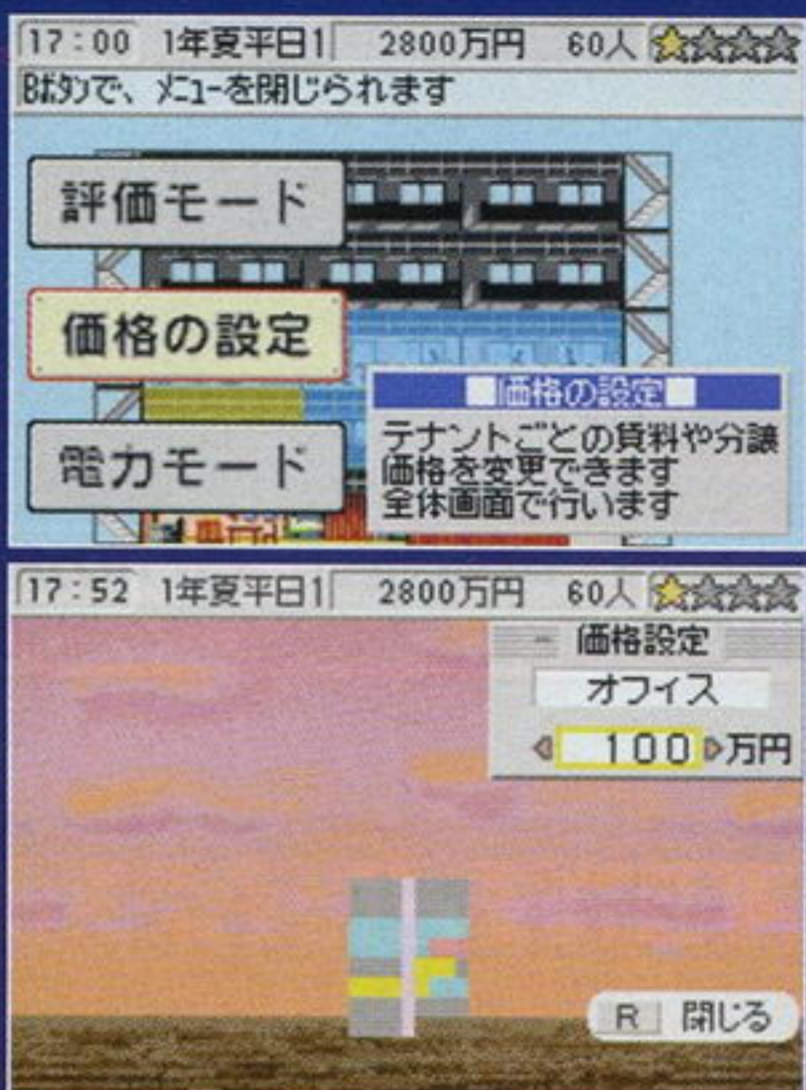 17:00 1年夏平日1 2800万円 60人
Bボタンで、メニューを閉じられます
評価モード
価格の設定
電力モード
■価格の設定■
テナントごとの賃料や分譲
価格を変更できます
全体画面で行います
17:52 1年夏平日1 2800万円 60人
価格設定
オフィス
100万円
R 閉じる